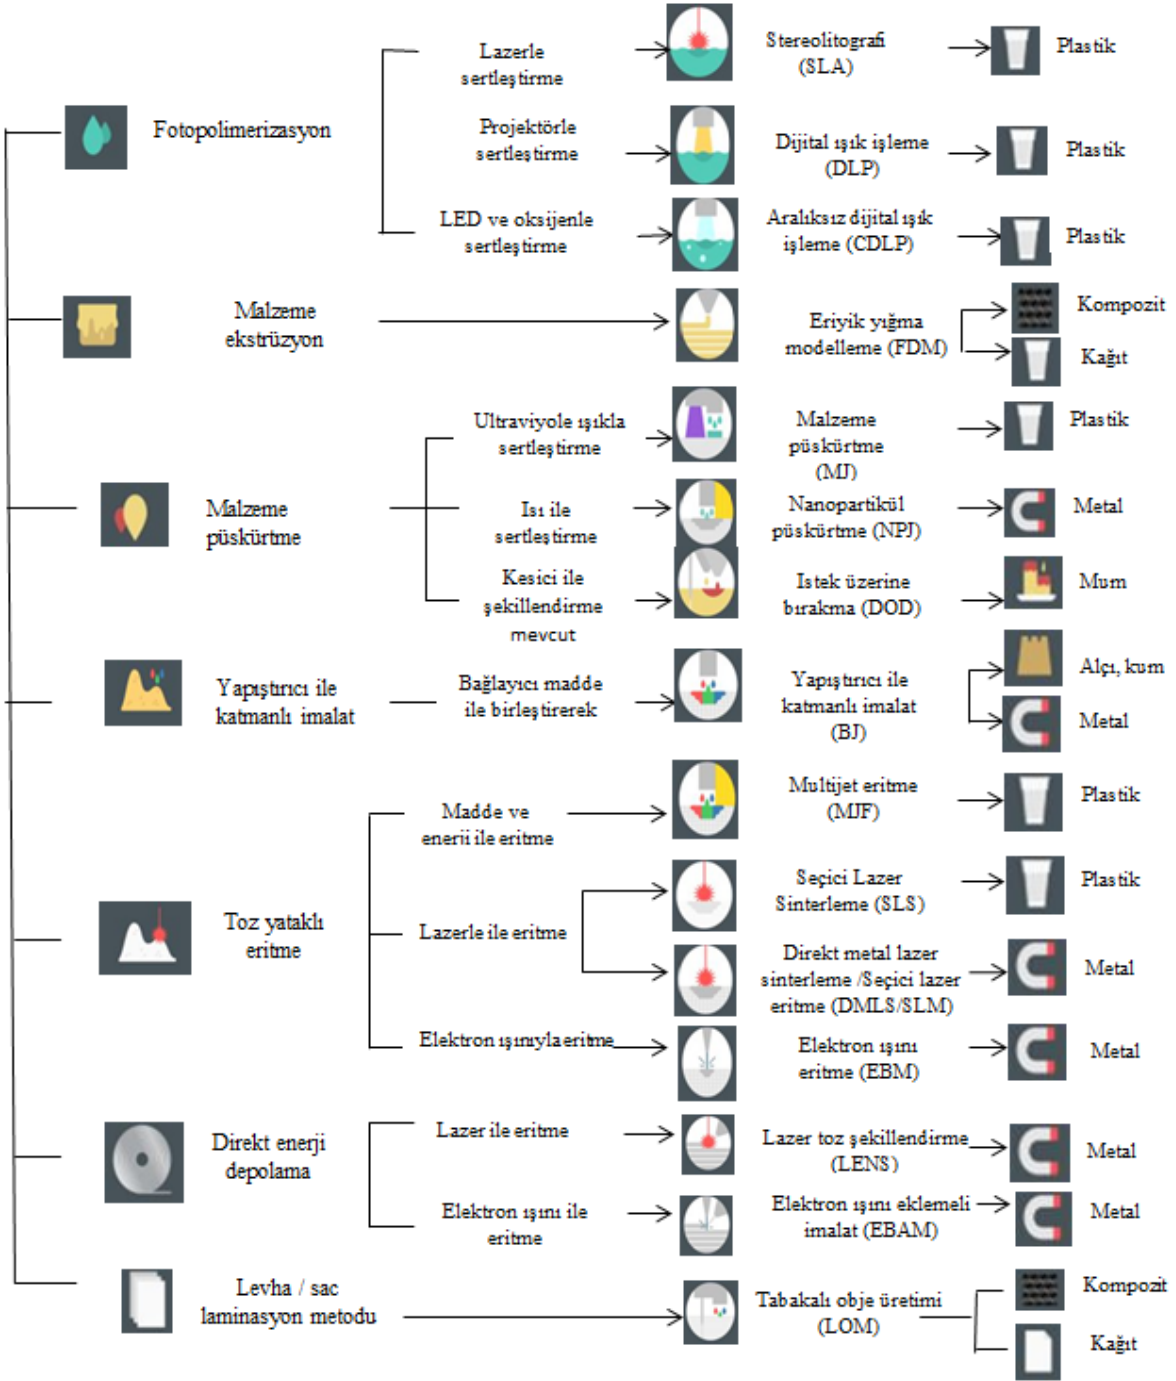 Lazerle
sertleştirme
Stereolitografi
(SLA)
Plastik
Fotopolimerizasyon
Projektörle
sertleştirme
Dijital ışık işleme
(DLP)
Plastik
LED ve oksijenle
sertleştirme
Aralıksız dijital ışık
işleme (CDLP)
Plastik
Malzeme
ekstrüzyon
Eriyik yığma
modelleme (FDM)
Kompozit
Kağıt
Malzeme
püskürtme
Ultraviyole ışıkla
sertleştirme
Malzeme
püskürtme
(MJ)
Plastik
Isı ile
sertleştirme
Nanopartikül
püskürtme (NPJ)
Metal
Kesici ile
şekillendirme
mevcut
Istek üzerine
bırakma (DOD)
Mum
Yapıştırıcı ile
katmanlı imalat
Bağlayıcı madde
ile birleştirerek
Yapıştırıcı ile
katmanlı imalat
(BJ)
Alçı, kum
Metal
Toz yataklı
eritme
Madde ve
enerji ile eritme
Multijet eritme
(MJF)
Plastik
Lazerle ile eritme
Seçici Lazer
Sinterleme (SLS)
Plastik
Direkt metal lazer
sinterleme /Seçici lazer
eritme (DMLS/SLM)
Metal
Elektron ışınıyla eritme
Elektron ışını
eritme (EBM)
Metal
Direkt enerji
depolama
Lazer ile eritme
Lazer toz şekillendirme
(LENS)
Metal
Elektron ışını ile
eritme
Elektron ışını eklemeli
imalat (EBAM)
Metal
Levha / sac
laminasyon metodu
Tabakalı obje üretimi
(LOM)
Kompozit
Kağıt